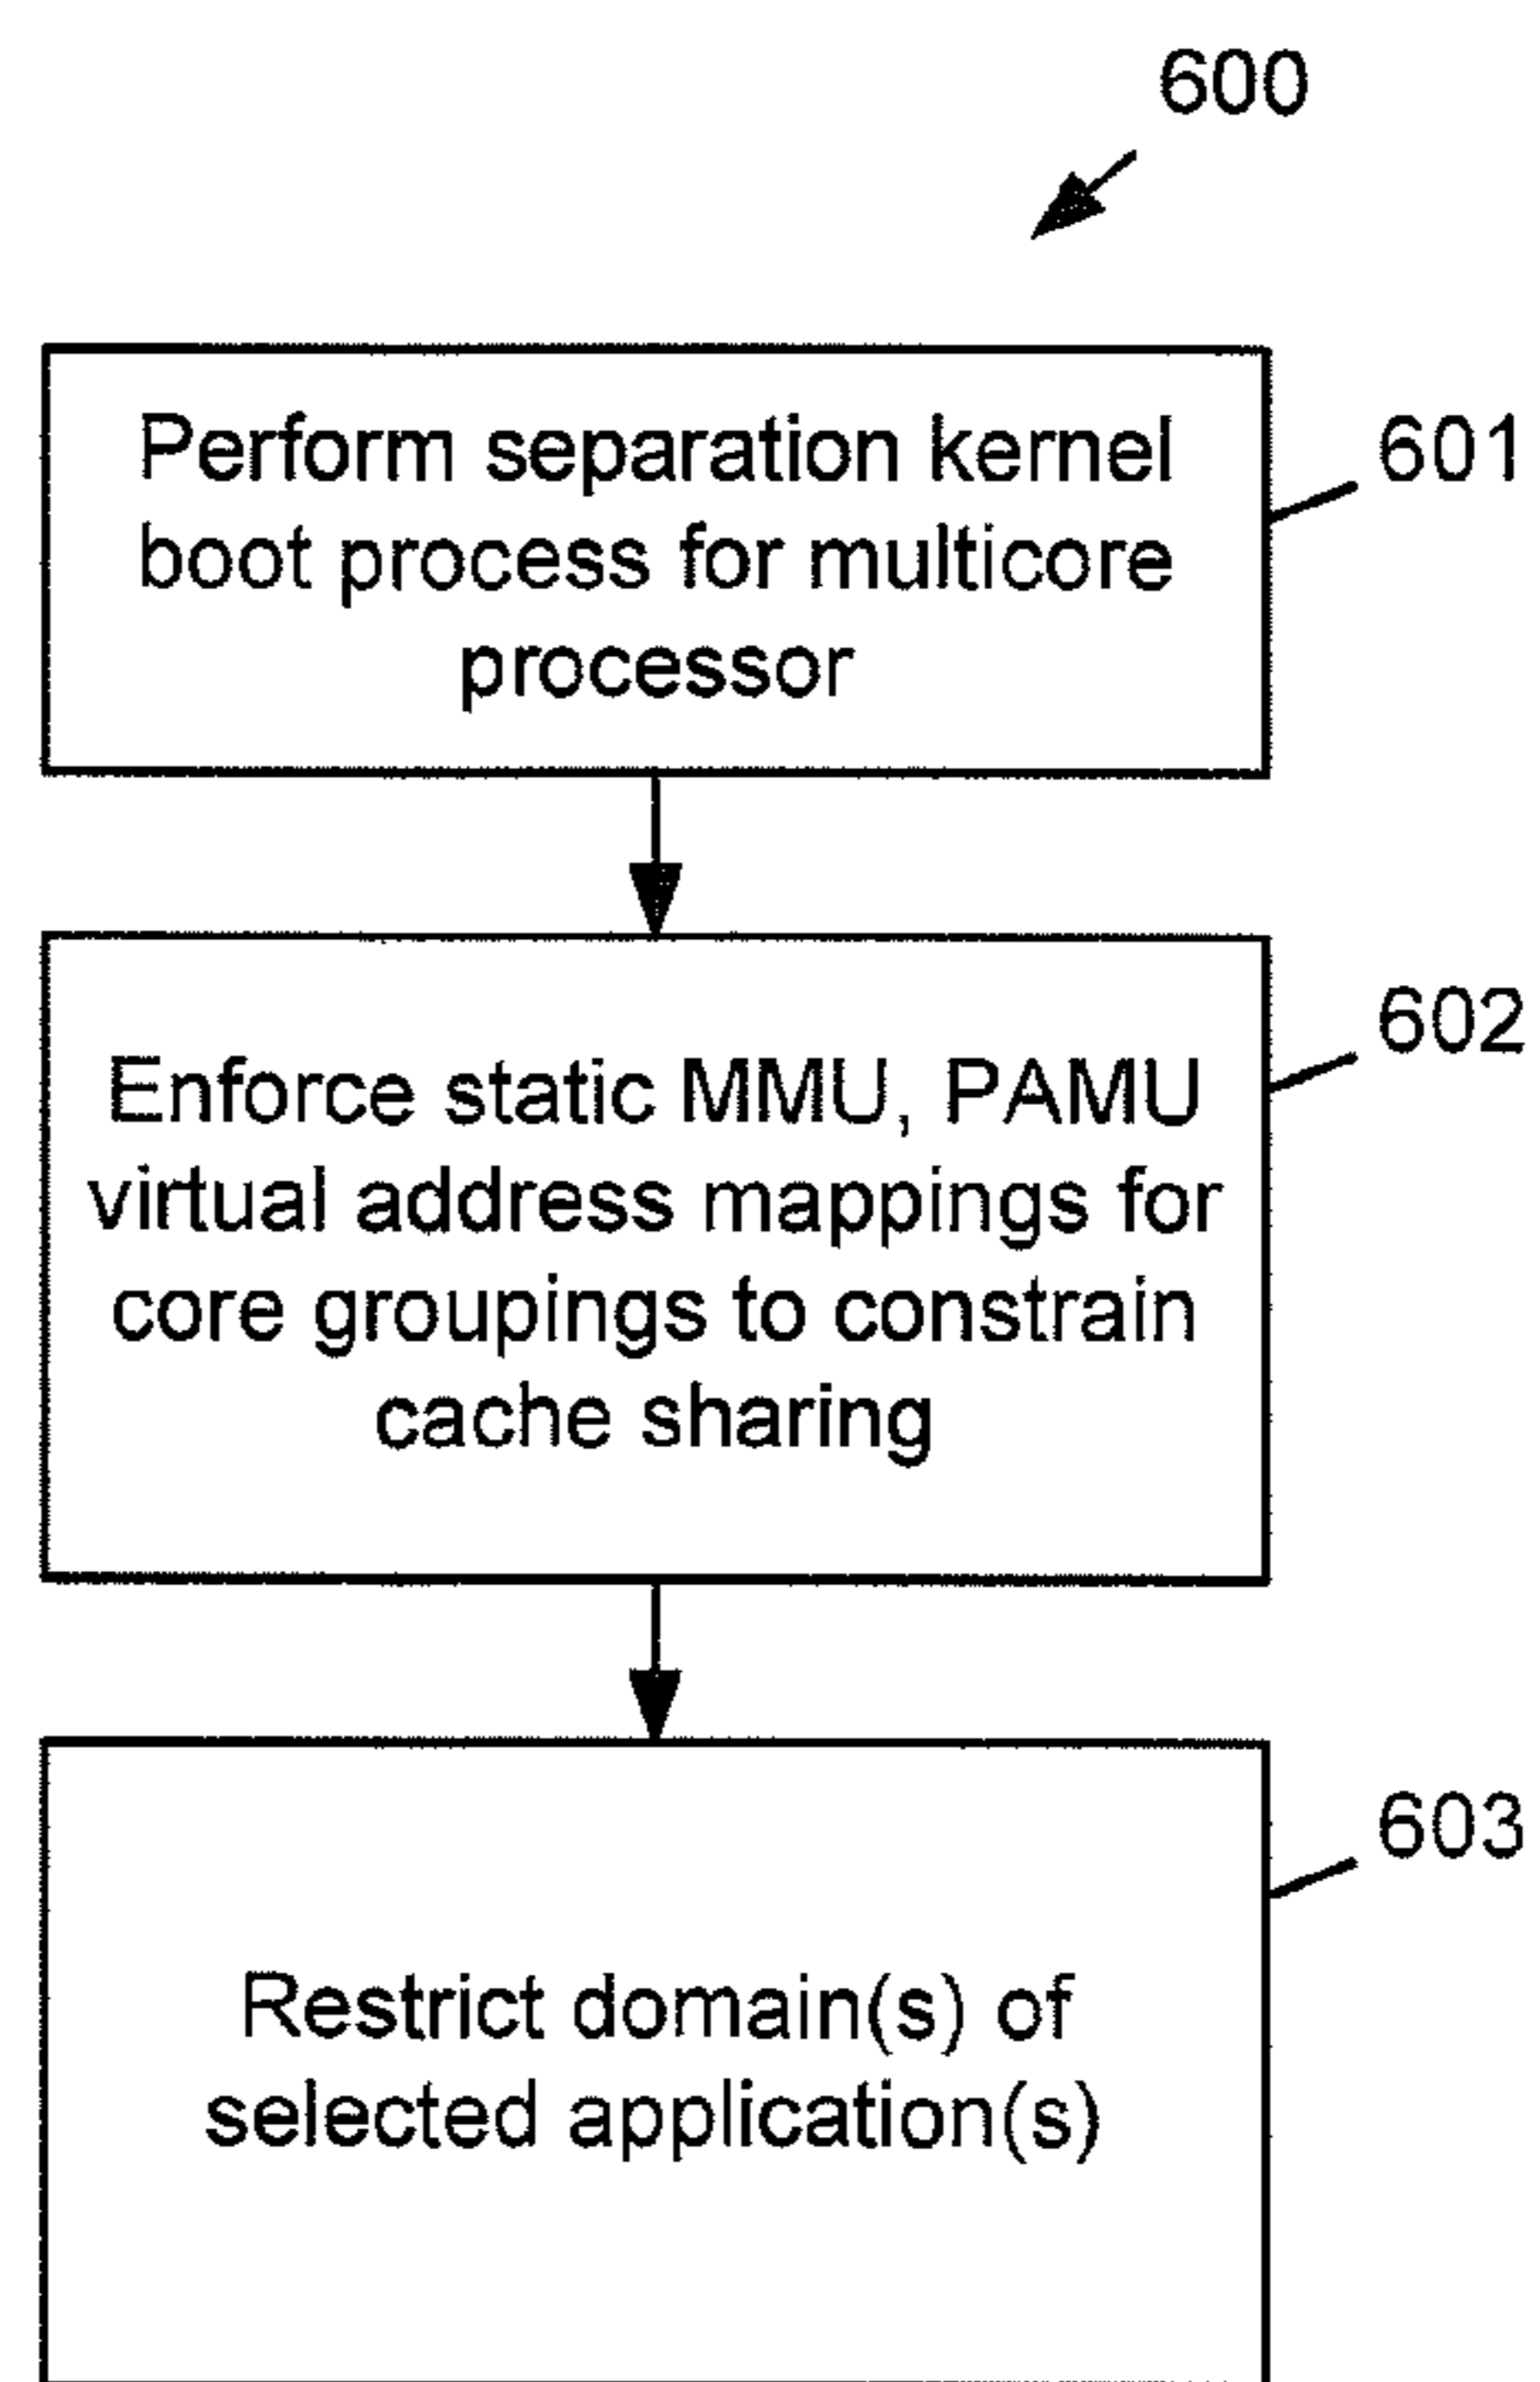 600
Perform separation kernel
boot process for multicore
processor
601
Enforce static MMU, PAMU
virtual address mappings for
core groupings to constrain
cache sharing
602
Restrict domain(s) of
selected application(s)
603